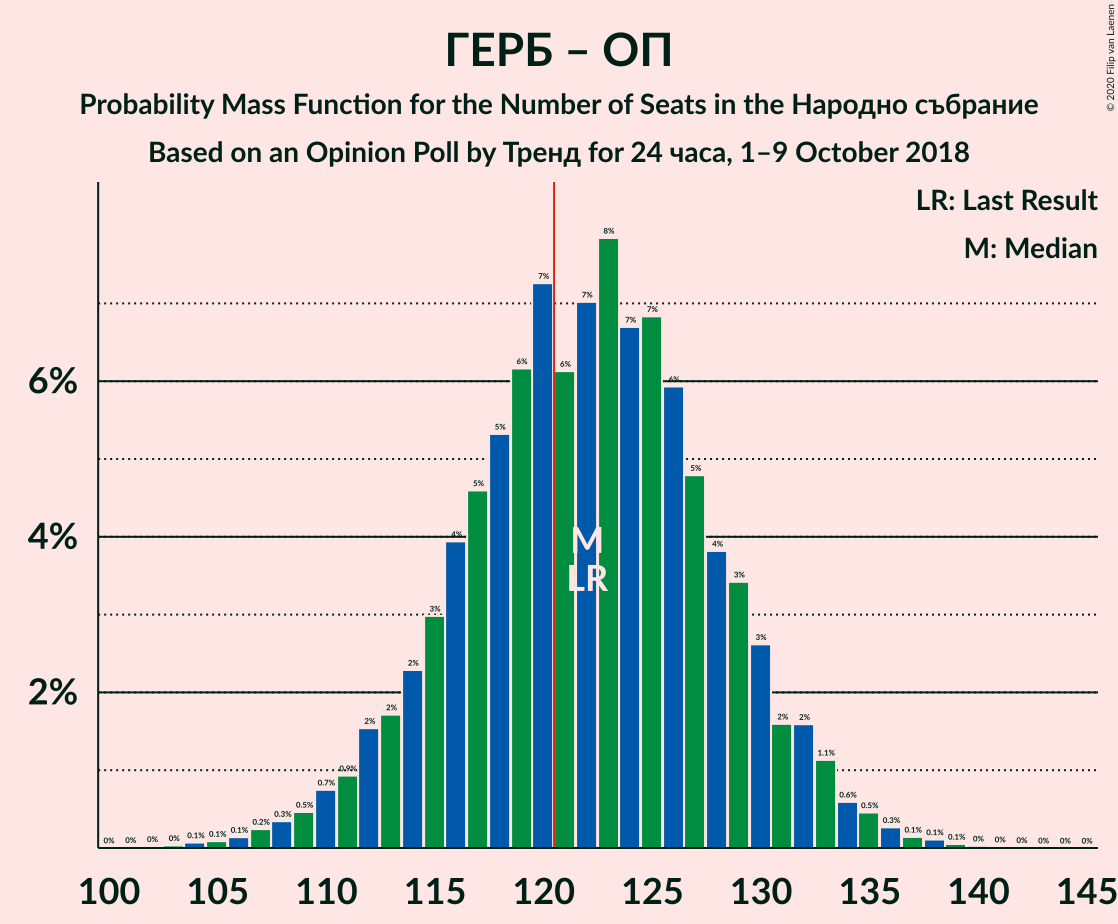 ГЕРБ – ОП
Probability Mass Function for the Number of Seats in the Народно събрание
Based on an Opinion Poll by Тренд for 24 часа, 1–9 October 2018
© 2020 Filip van Laenen
LR: Last Result
M: Median
6%
4%
2%
0% 0% 0% 0% 0.1% 0.1% 0.1% 0.2% 0.3% 0.5% 0.7% 0.9% 2% 2% 2% 3% 4% 5% 5% 6% 7% 6% 7% 8% 7% 7% 6% 5% 4% 3% 3% 2% 2% 1.1% 0.6% 0.5% 0.3% 0.1% 0.1% 0.1% 0% 0% 0% 0% 0% 0%
M
LR
100 105 110 115 120 125 130 135 140 145